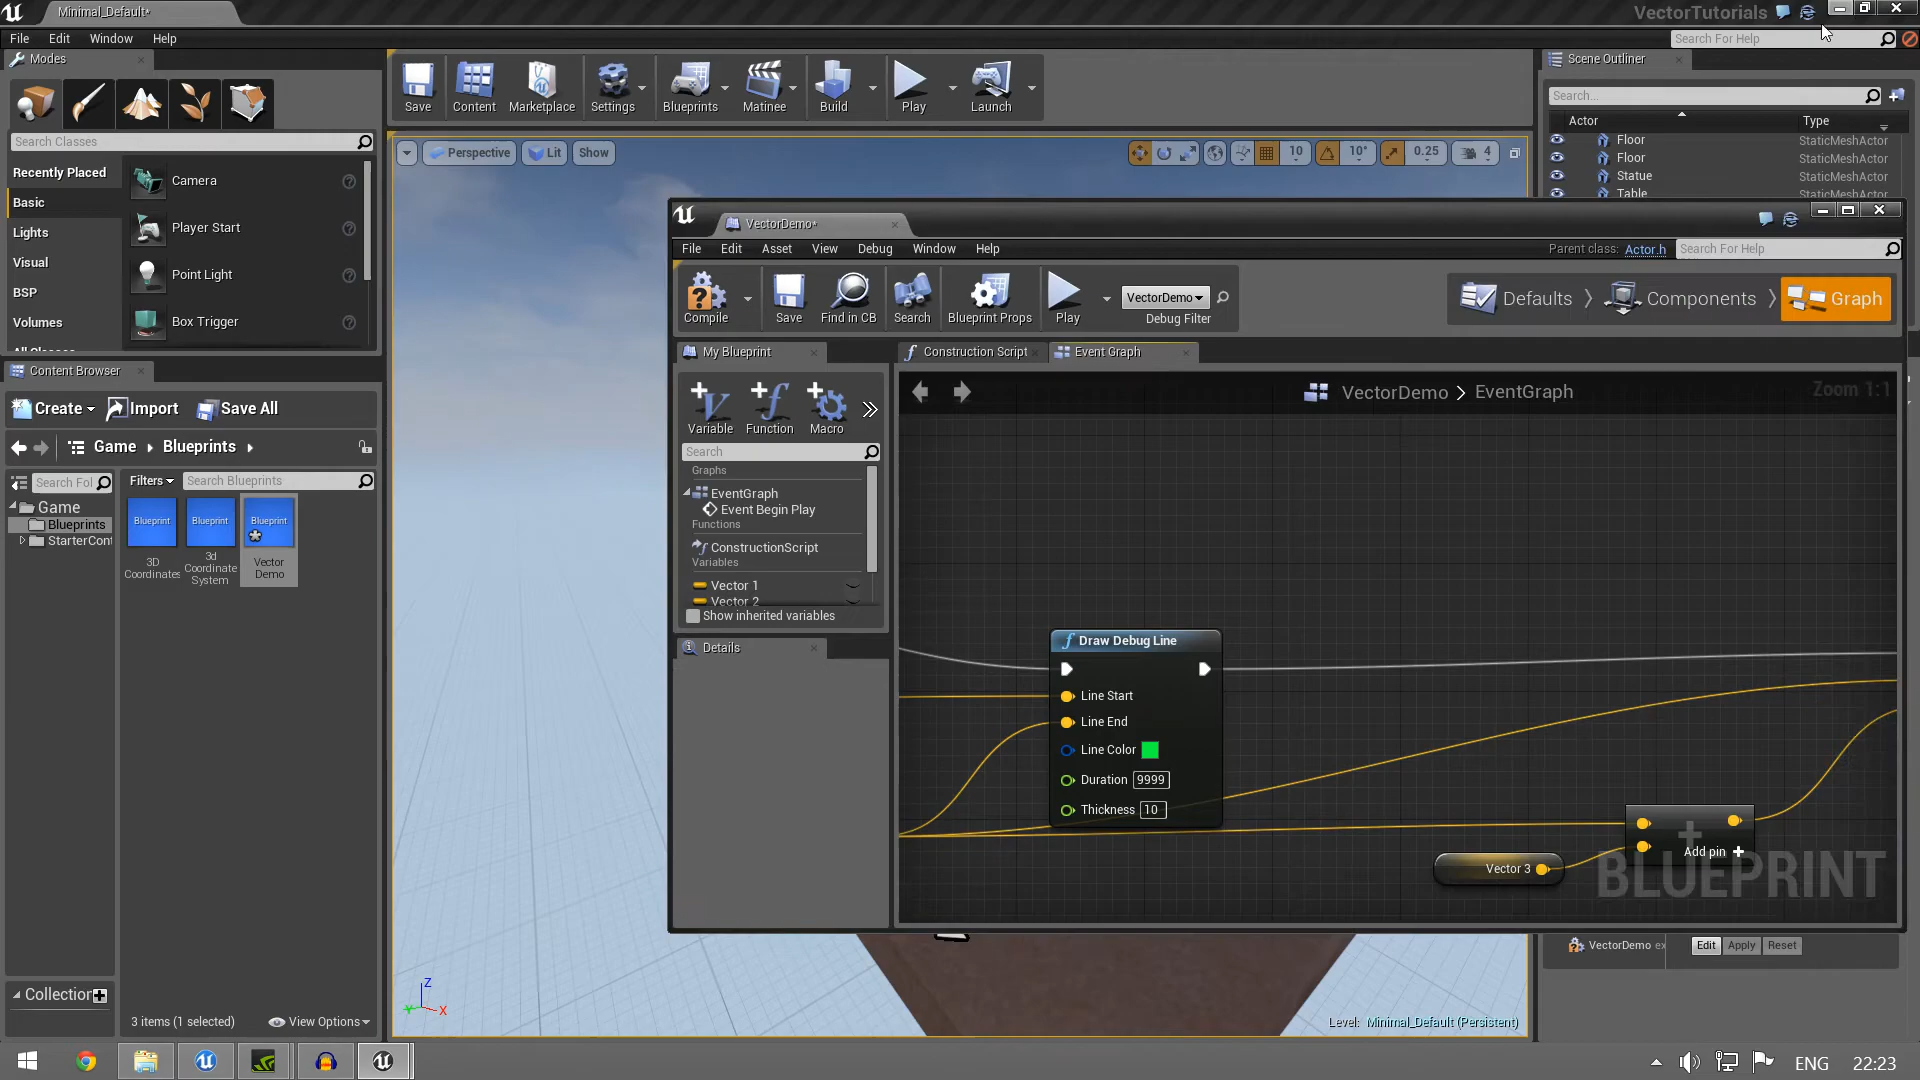 Minimal_Default*
VectorTutorials
File Edit Window Help
Search For Help
Modes
Save Content Marketplace Settings Blueprints Matinee Build Play Launch
Scene Outliner
Search...
Actor Type
Floor StaticMeshActor
Floor StaticMeshActor
Statue StaticMeshActor
Table StaticMeshActor
Search Classes
Recently Placed
Basic
Lights
Visual
BSP
Volumes
All Classes
Camera
Player Start
Point Light
Box Trigger
Perspective Lit Show
10 10° 0.25 4
VectorDemo*
File Edit Asset View Debug Window Help
Parent class: Actor.h
Search For Help
Compile Save Find in CB Search Blueprint Props Play
VectorDemo
Debug Filter
Defaults Components Graph
My Blueprint
Construction Script Event Graph
Variable Function Macro
Search
Graphs
EventGraph
Event Begin Play
Functions
ConstructionScript
Variables
Vector 1
Vector 2
Show inherited variables
Details
VectorDemo > EventGraph
Zoom 1:1
Draw Debug Line
Line Start
Line End
Line Color
Duration 9999
Thickness 10
Vector 3
Add pin
BLUEPRINT
Content Browser
Create Import Save All
Game Blueprints
Search Fol
Filters Search Blueprints
Game
Blueprints
StarterCont
Blueprint Blueprint Blueprint
3D Coordinates
3d Coordinate System
Vector Demo
Collection
3 items (1 selected) View Options
Z
X
Level: Minimal_Default (Persistent)
VectorDemo ex Edit Apply Reset
ENG 22:23